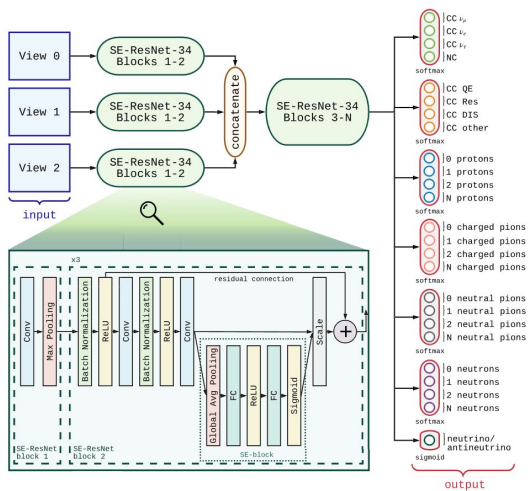 View 0
SE-ResNet-34
Blocks 1-2
View 1
SE-ResNet-34
Blocks 1-2
View 2
SE-ResNet-34
Blocks 1-2
input
concatenate
SE-ResNet-34
Blocks 3-N
CC νμ
CC νe
CC ντ
NC
softmax
CC QE
CC Res
CC DIS
CC other
softmax
0 protons
1 protons
2 protons
N protons
softmax
0 charged pions
1 charged pions
2 charged pions
N charged pions
softmax
0 neutral pions
1 neutral pions
2 neutral pions
N neutral pions
softmax
0 neutrons
1 neutrons
2 neutrons
N neutrons
softmax
neutrino/
antineutrino
sigmoid
output
x3
residual connection
Conv
Max Pooling
Batch Normalization
ReLU
Conv
Batch Normalization
ReLU
Conv
Global Avg Pooling
FC
ReLU
FC
Sigmoid
Scale
+
SE-block
SE-ResNet
block 1
SE-ResNet
block 2